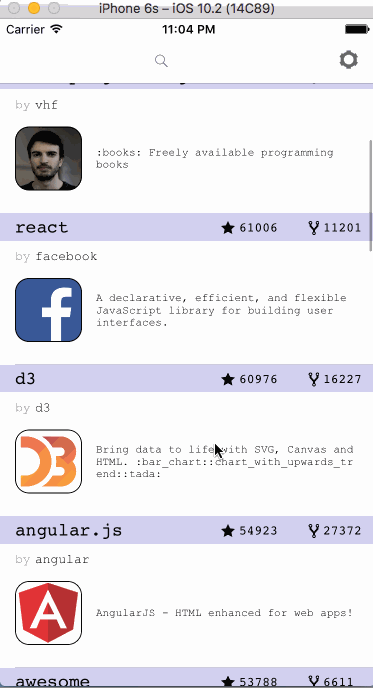 iPhone 6s – iOS 10.2 (14C89)
Carrier 11:04 PM
by vhf
:books: Freely available programming
books
react 61006 11201
by facebook
A declarative, efficient, and flexible
JavaScript library for building user
interfaces.
d3 60976 16227
by d3
Bring data to life with SVG, Canvas and
HTML. :bar_chart::chart_with_upwards_tr
end::tada:
angular.js 54923 27372
by angular
AngularJS - HTML enhanced for web apps!
awesome 53788 6611